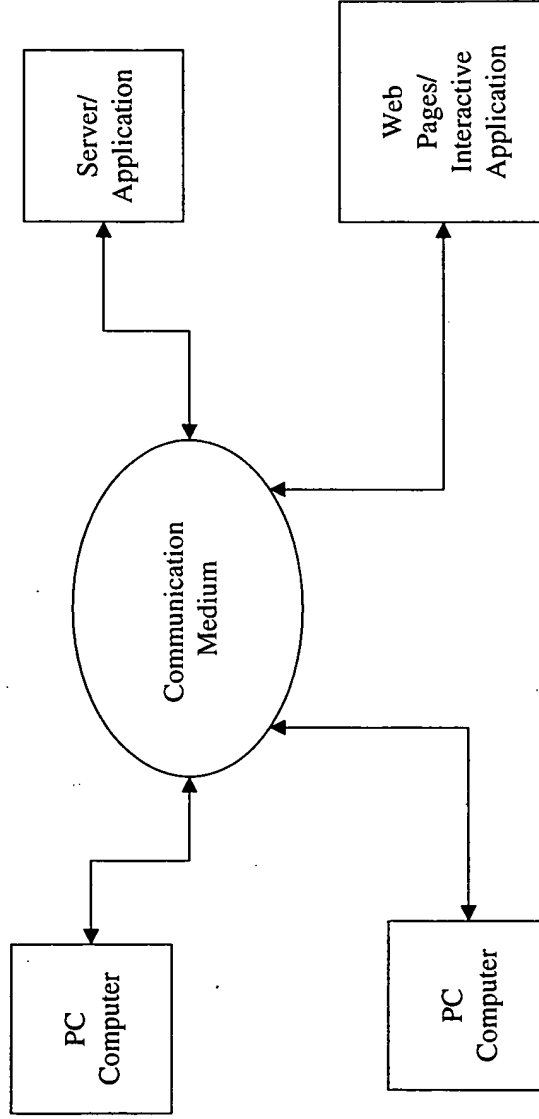 PC
Computer
Server/
Application
Communication
Medium
PC
Computer
Web
Pages/
Interactive
Application